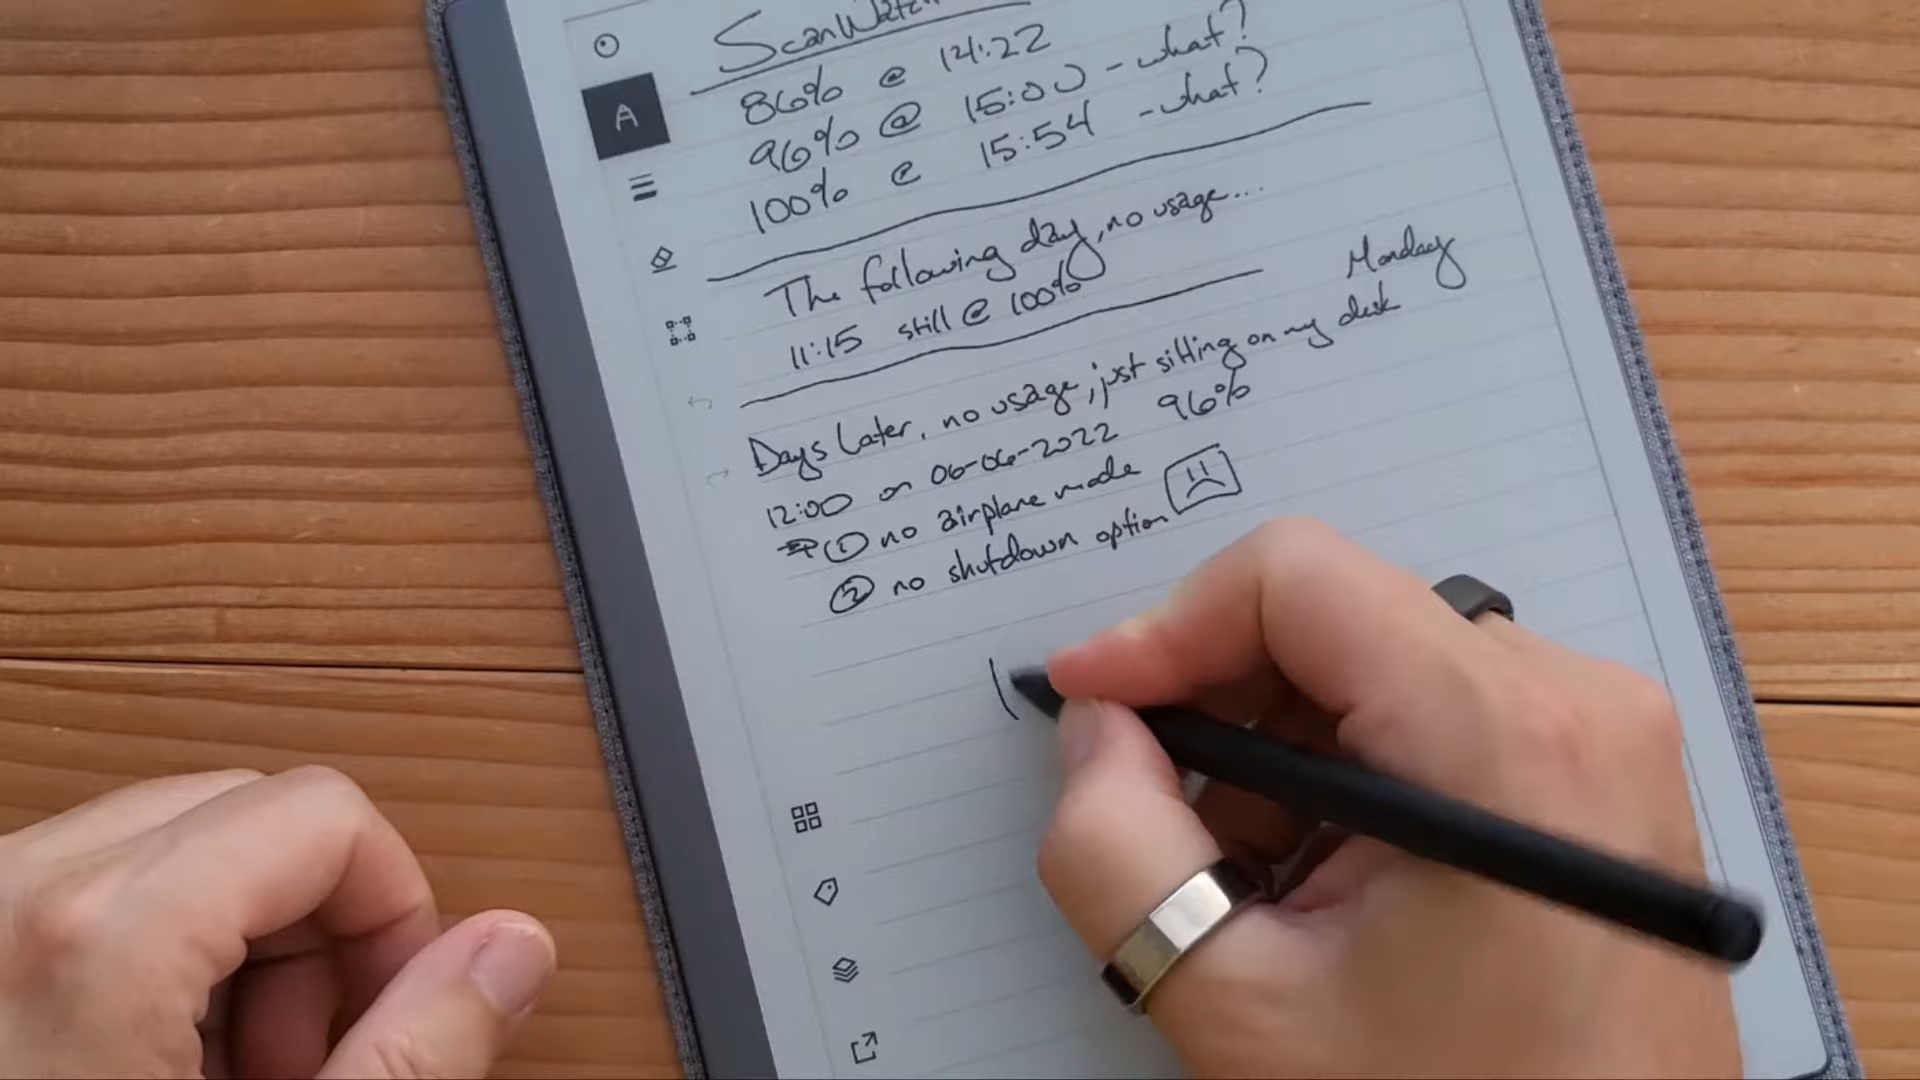 ScanWatch
86% @ 14:22
96% @ 15:00 - what?
100% @ 15:54 - what?
The following day, no usage...
11:15 still @ 100%
Monday
Days Later, no usage, just sitting on my desk
12:00 on 06-06-2022 96%
① no airplane mode
② no shutdown option
A